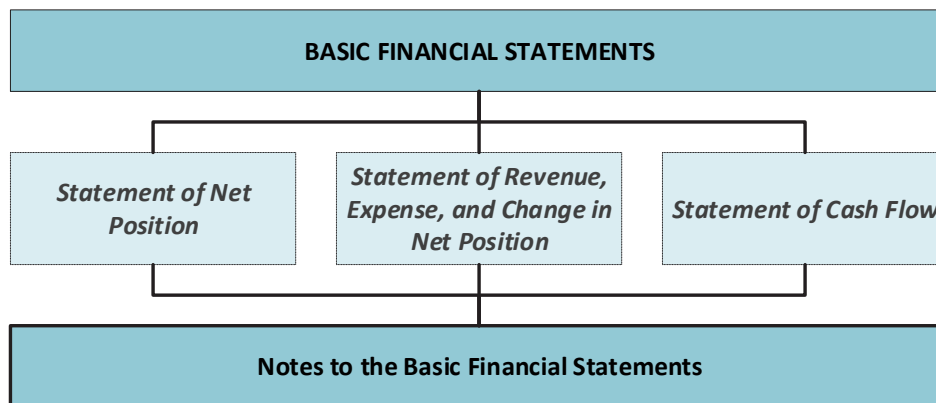 BASIC FINANCIAL STATEMENTS
Statement of Net
Position
Statement of Revenue,
Expense, and Change in
Net Position
Statement of Cash Flow
Notes to the Basic Financial Statements